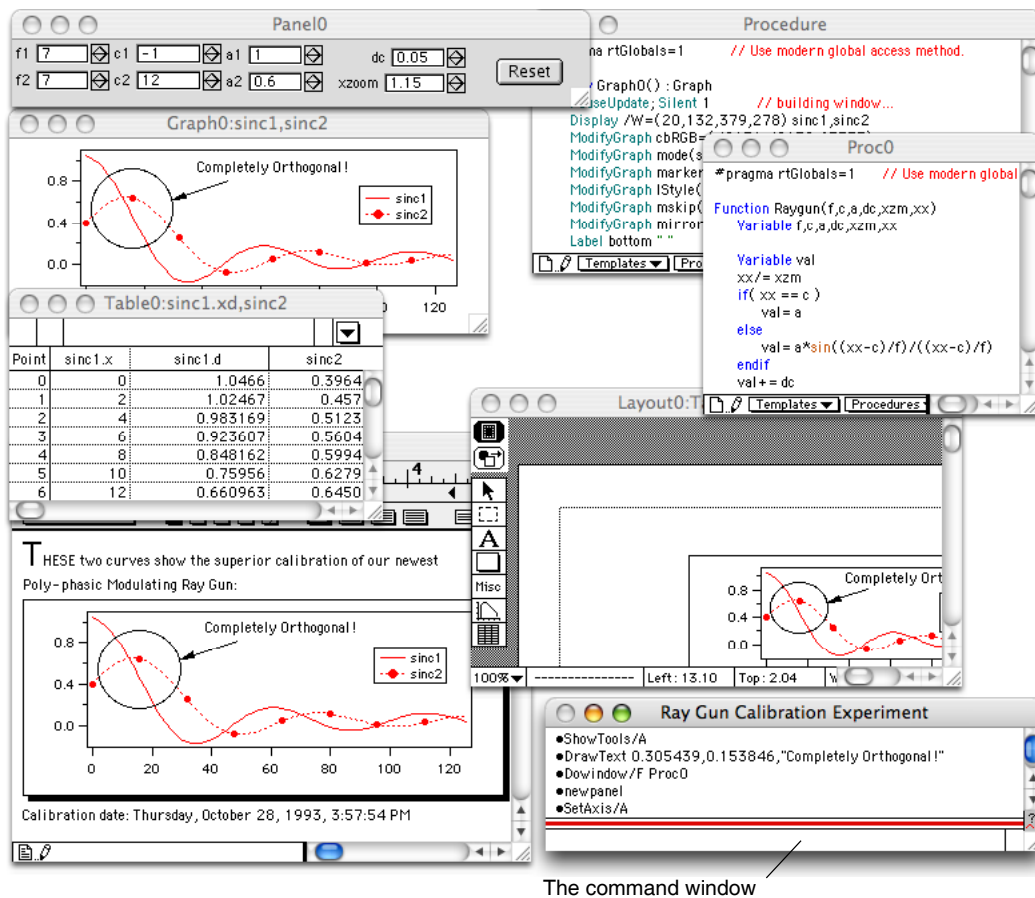 Panel0
f1 7 c1 -1 a1 1 dc 0.05
f2 7 c2 12 a2 0.6 xzoom 1.15
Reset
Procedure
ma rtGlobals=1 // Use modern global access method.
Graph0() : Graph
useUpdate; Silent 1 // building window...
Display /W=(20,132,379,278) sinc1,sinc2
ModifyGraph cbRGB=
ModifyGraph mode(s
ModifyGraph marker
ModifyGraph lStyle(
ModifyGraph mskip(
ModifyGraph mirror
Label bottom " "
Templates Pro
Proc0
#pragma rtGlobals=1 // Use modern global
Function Raygun(f,c,a,dc,xzm,xx)
Variable f,c,a,dc,xzm,xx
Variable val
xx/= xzm
if( xx == c )
val= a
else
val= a*sin((xx-c)/f)/((xx-c)/f)
endif
val+= dc
Templates Procedures
Graph0:sinc1,sinc2
Completely Orthogonal!
sinc1
sinc2
0.8
0.4
0.0
100 120
Table0:sinc1.xd,sinc2
Point sinc1.x sinc1.d sinc2
0 0 1.0466 0.3964
1 2 1.02467 0.457
2 4 0.983169 0.5123
3 6 0.923607 0.5604
4 8 0.848162 0.5994
5 10 0.75956 0.6279
6 12 0.660963 0.6450
4
THESE two curves show the superior calibration of our newest
Poly-phasic Modulating Ray Gun:
Completely Orthogonal!
sinc1
sinc2
0.8
0.4
0.0
0 20 40 60 80 100 120
Calibration date: Thursday, October 28, 1993, 3:57:54 PM
Layout0:T
A
Misc
Completely Ort
0.8
0.4
0.0
100% Left: 13.10 Top: 2.04
Ray Gun Calibration Experiment
•ShowTools/A
•DrawText 0.305439,0.153846,"Completely Orthogonal!"
•Dowindow/F Proc0
•newpanel
•SetAxis/A
?
The command window